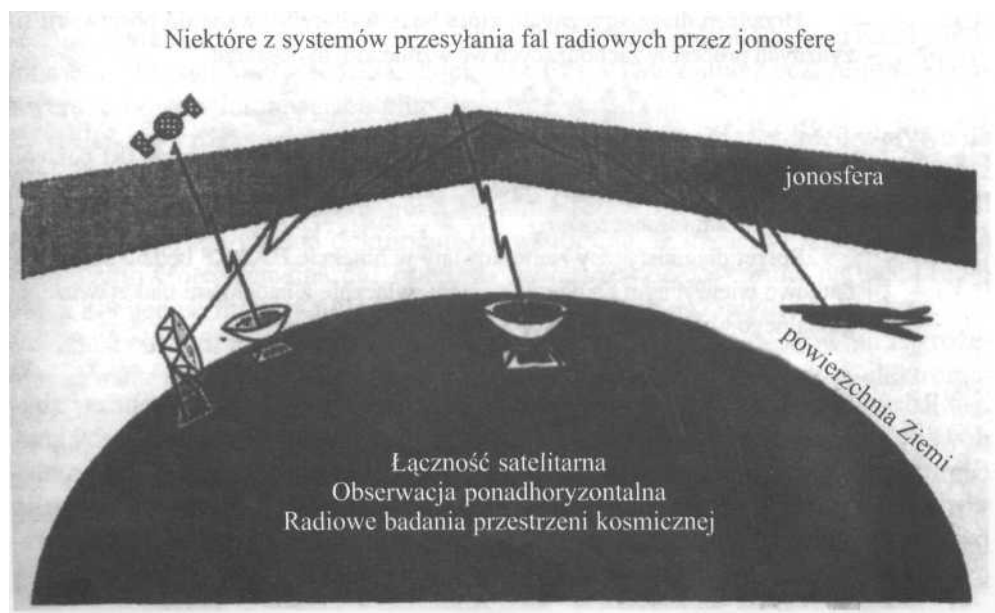 Niektóre z systemów przesyłania fal radiowych przez jonosferę
jonosfera
powierzchnia Ziemi
Łączność satelitarna
Obserwacja ponadhoryzontalna
Radiowe badania przestrzeni kosmicznej